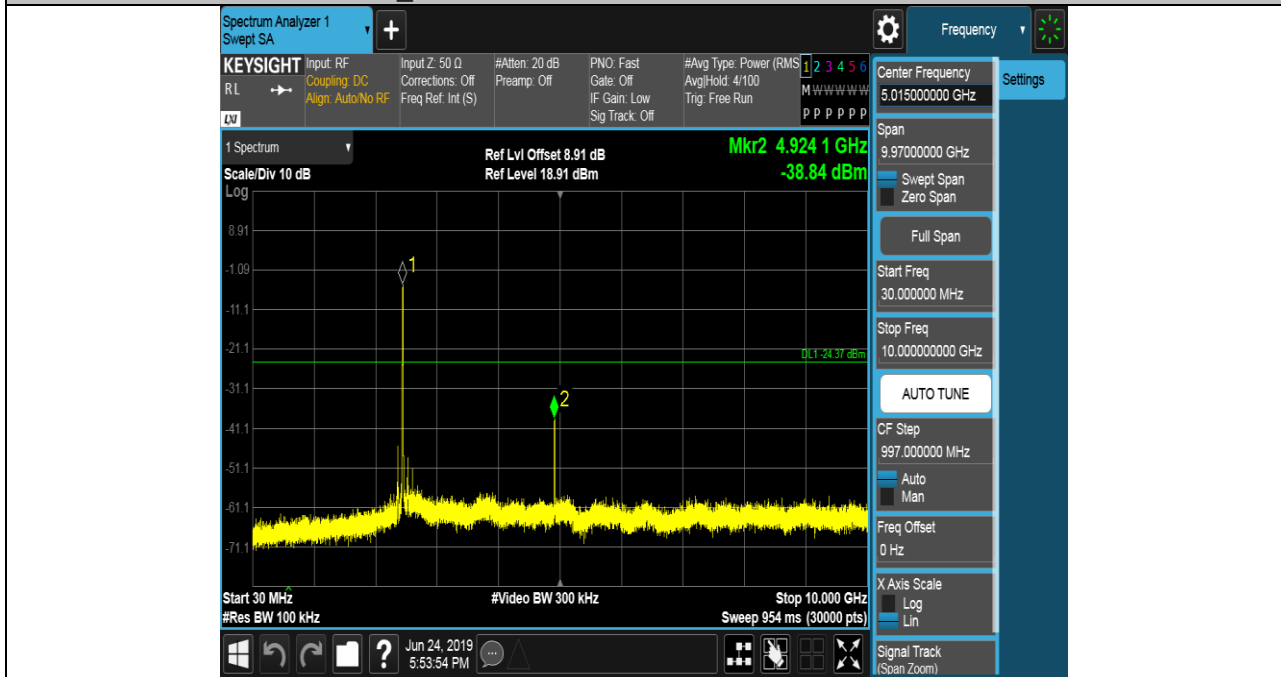 Spectrum Analyzer 1
Swept SA
+
Frequency
KEYSIGHT
RL
LXI
Input: RF
Coupling: DC
Align: Auto/No RF
Input Z: 50 Ω
Corrections: Off
Freq Ref: Int (S)
#Atten: 20 dB
Preamp: Off
PNO: Fast
Gate: Off
IF Gain: Low
Sig Track: Off
#Avg Type: Power (RMS
Avg|Hold: 4/100
Trig: Free Run
1 2 3 4 5 6
M W W W W W
P P P P P P
1 Spectrum
Scale/Div 10 dB
Ref Lvl Offset 8.91 dB
Ref Level 18.91 dBm
Mkr2 4.924 1 GHz
-38.84 dBm
Log
8.91
-1.09
-11.1
-21.1
-31.1
-41.1
-51.1
-61.1
-71.1
1
2
DL1 -24.37 dBm
Start 30 MHz
#Res BW 100 kHz
#Video BW 300 kHz
Stop 10.000 GHz
Sweep 954 ms (30000 pts)
Center Frequency
5.015000000 GHz
Settings
Span
9.97000000 GHz
Swept Span
Zero Span
Full Span
Start Freq
30.000000 MHz
Stop Freq
10.000000000 GHz
AUTO TUNE
CF Step
997.000000 MHz
Auto
Man
Freq Offset
0 Hz
X Axis Scale
Log
Lin
Signal Track
(Span Zoom)
?
Jun 24, 2019
5:53:54 PM